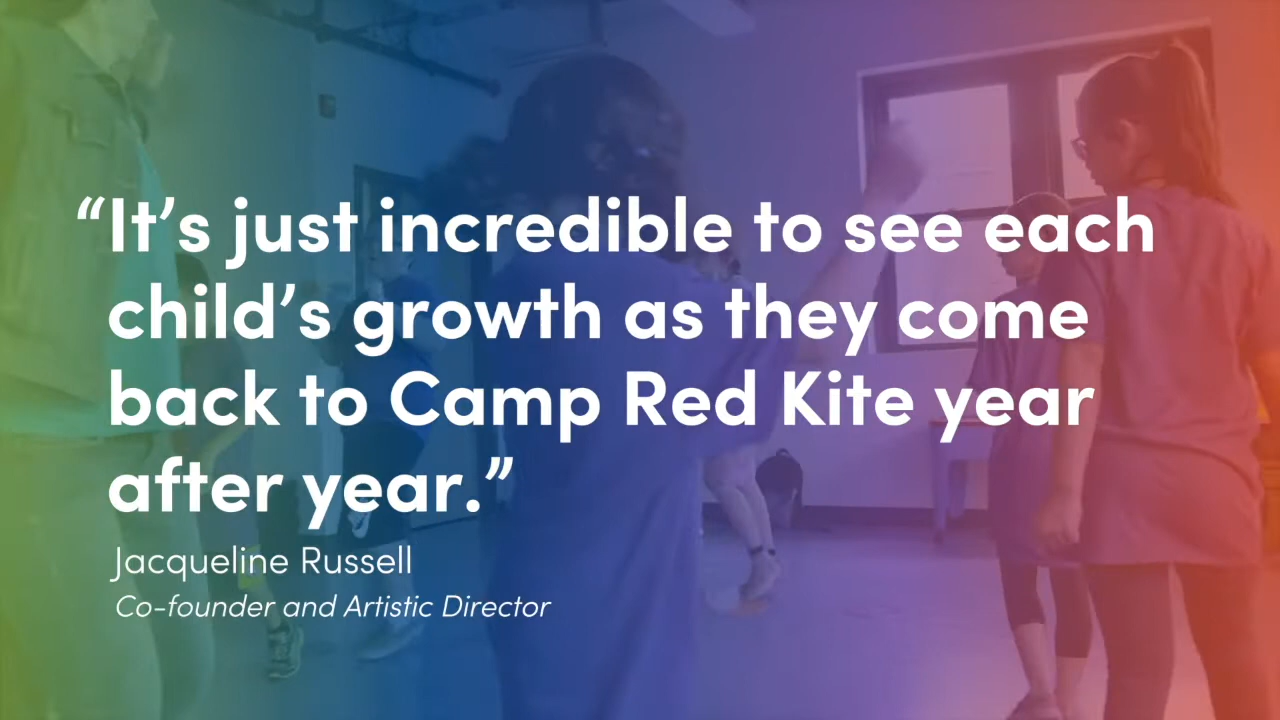 “It’s just incredible to see each
child’s growth as they come
back to Camp Red Kite year
after year.”
Jacqueline Russell
Co-founder and Artistic Director